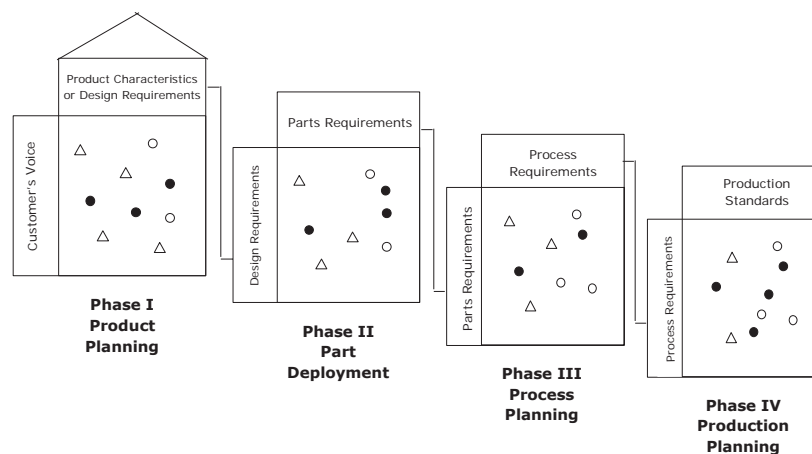 Product Characteristics
or Design Requirements
Customer's Voice
Phase I
Product
Planning
Parts Requirements
Design Requirements
Phase II
Part
Deployment
Process
Requirements
Parts Requirements
Phase III
Process
Planning
Production
Standards
Process Requirements
Phase IV
Production
Planning